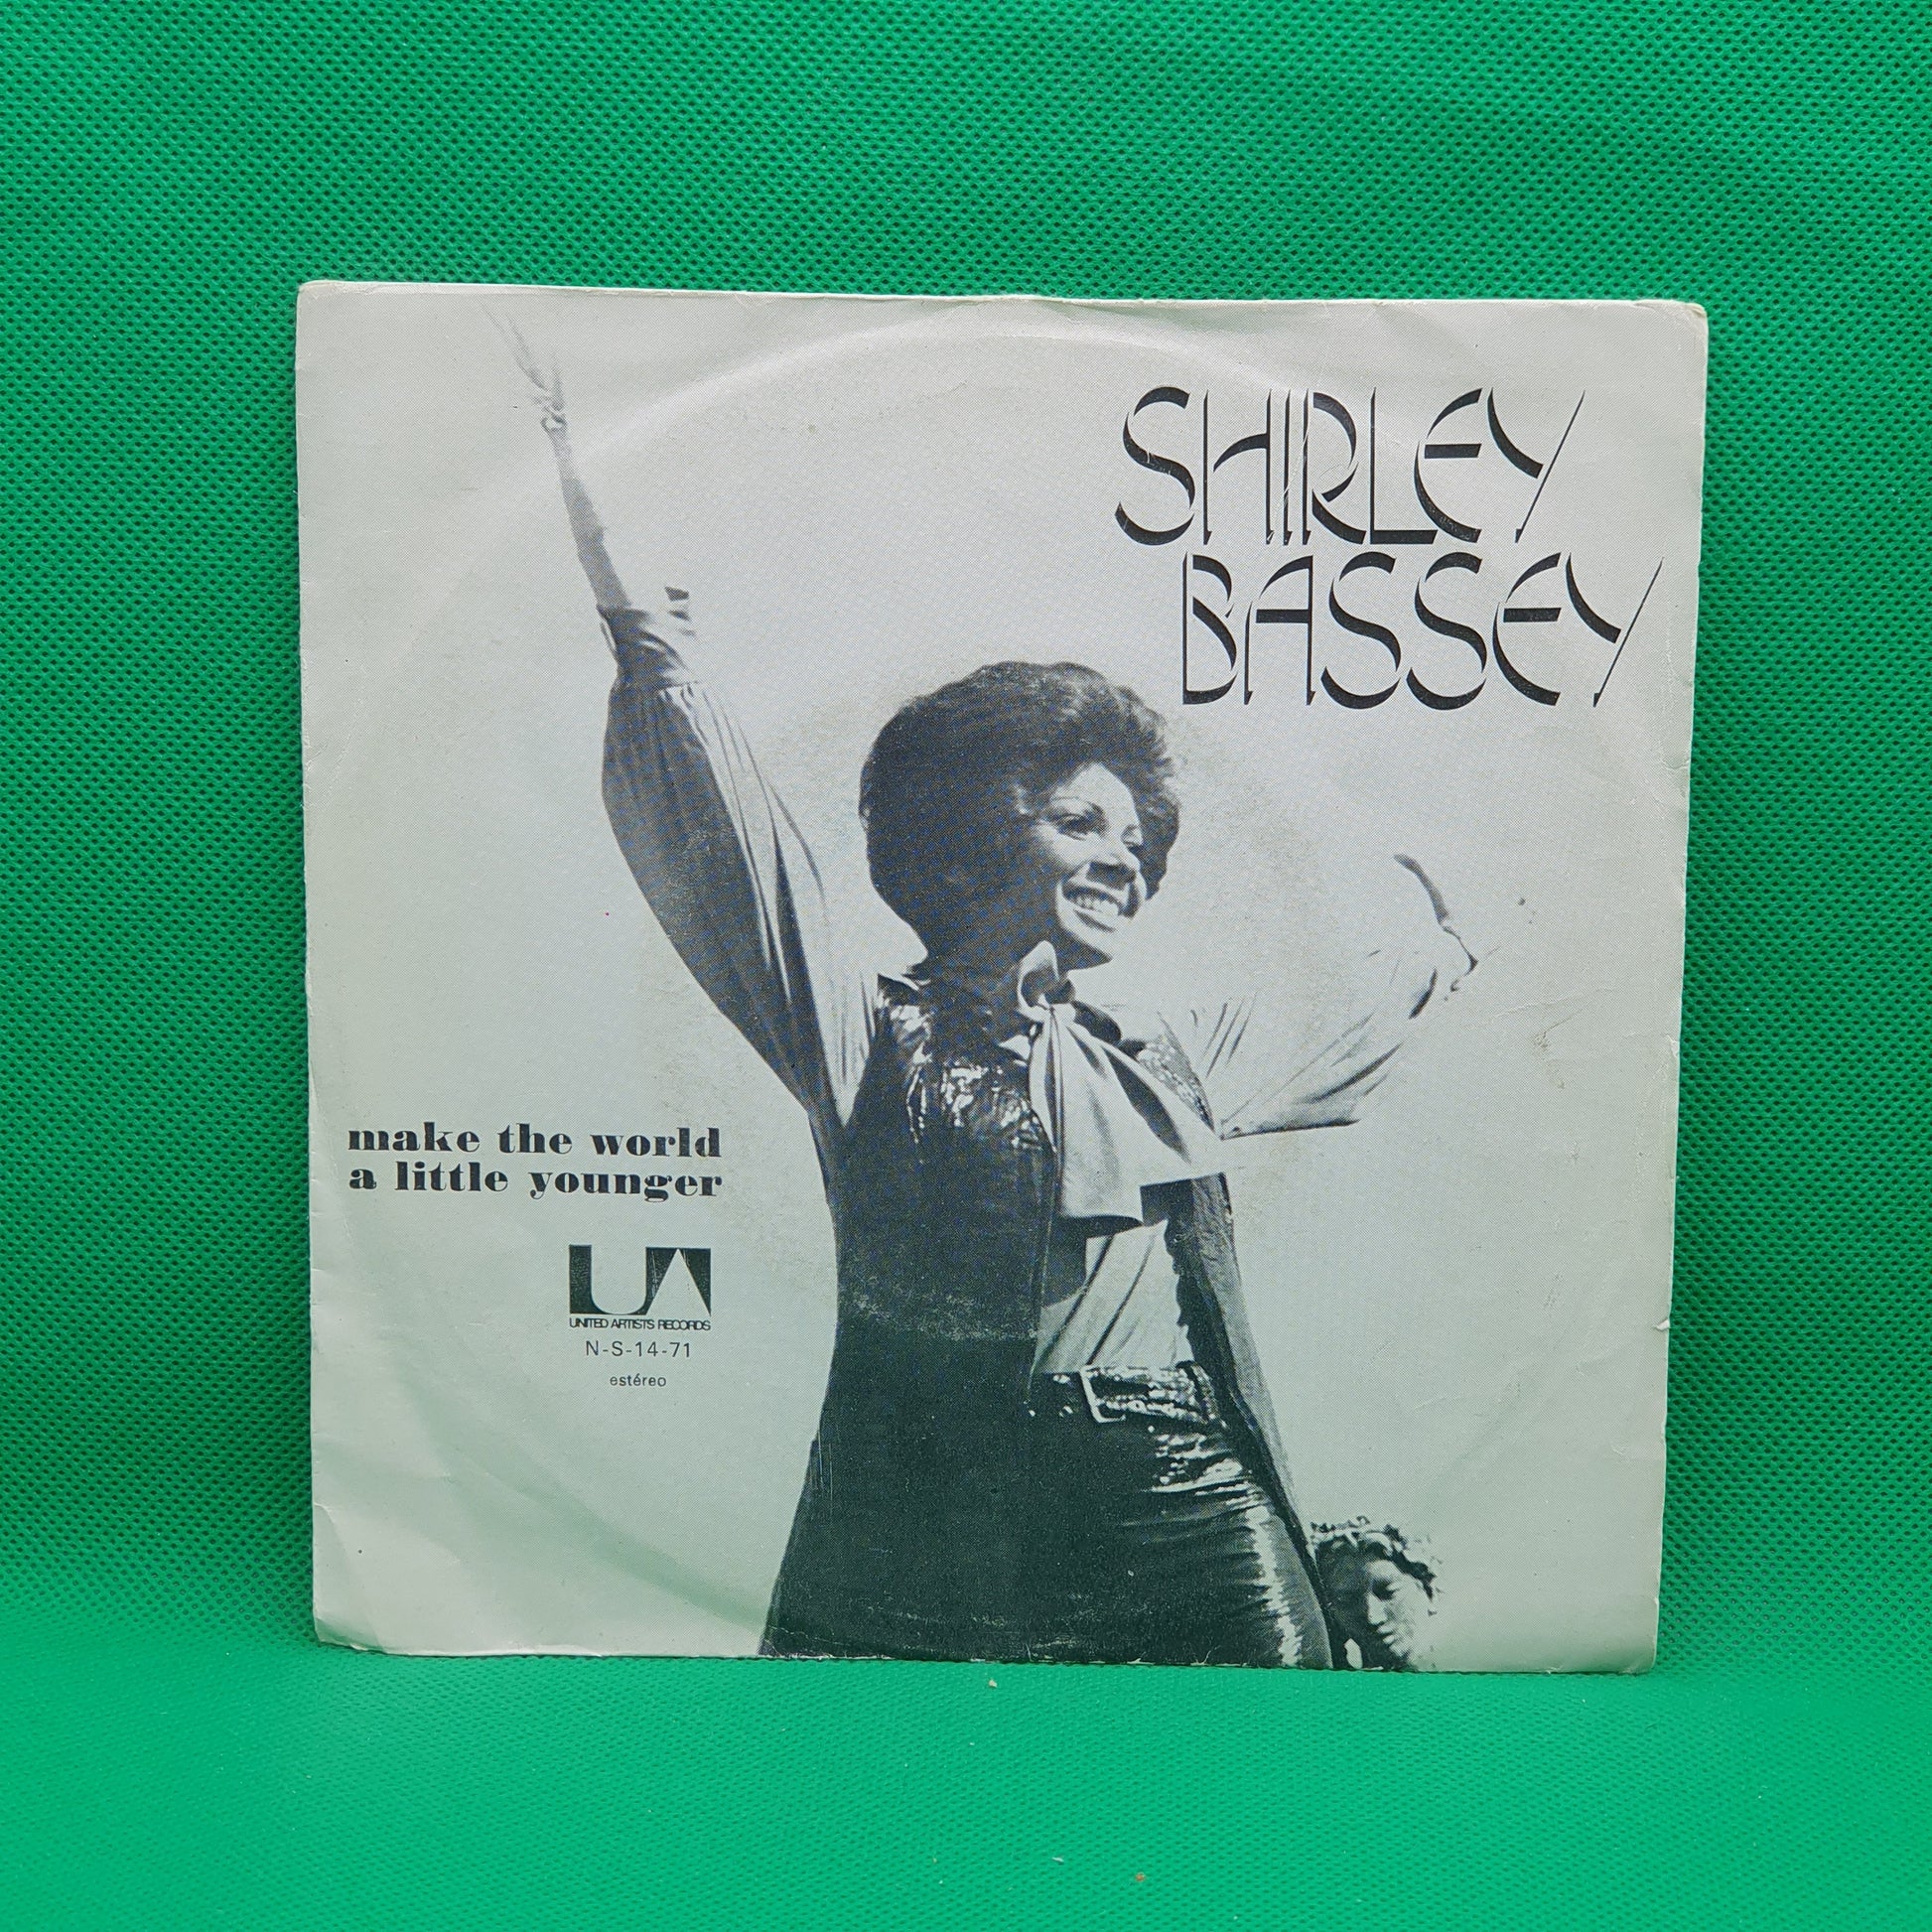 SHIRLEY
BASSEY
make the world
a little younger
UA
UNITED ARTISTS RECORDS
N-S-14-71
estéreo